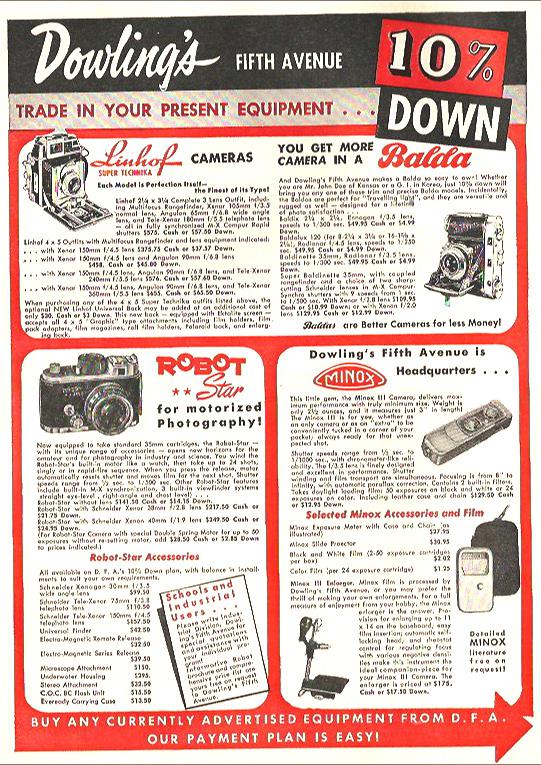 Dowling's FIFTH AVENUE
10%
DOWN
TRADE IN YOUR PRESENT EQUIPMENT . . .
Linhof CAMERAS
SUPER TECHNIKA
Each Model is Perfection Itself—
the Finest of its Type!
Linhof 2¼ x 3¼ Complete 3 Lens Outfit, includ-
ing Multifocus Rangefinder, Xenar 105mm f/3.5
normal lens, Angulon 65mm f/6.8 wide angle
lens, and Tele-Xenar 180mm f/5.5 telephoto lens
— all in fully synchronized M-X Compur Rapid
shutter $575. Cash or $57.50 Down.
Linhof 4 x 5 Outfits with Multifocus Rangefinder and lens equipment indicated:
. . . with Xenar 150mm f/4.5 lens $375.75 Cash or $37.57 Down.
. . . with Xenar 150mm f/4.5 lens and Angulon 90mm f/6.8 lens
$458. Cash or $45.80 Down.
. . . with Xenar 150mm f/4.5 lens, Angulon 90mm f/6.8 lens, and Tele-Xenar
240mm f/5.5 lens $576. Cash or $57.60 Down.
. . . with Xenar 150mm f/4.5 lens, Angulon 90mm f/6.8 lens, and Tele-Xenar
360mm f/5.5 lens $655. Cash or $65.50 Down.
When purchasing any of the 4 x 5 Super Technika outfits listed above, the
optional NEW Linhof Universal Back may be added at an additional cost of
only $30. Cash or $3 Down. This new back — equipped with Ektalite screen —
accepts all 4 x 5 "Graphic" type attachments including film holders, film
pack adapters, film magazines, roll film holders, Polaroid back, and enlarg-
ing back.
YOU GET MORE
CAMERA IN A Balda
And Dowling's Fifth Avenue makes a Balda so easy to own! Whether
you are Mr. John Doe of Kansas or a G. I. in Korea, just 10% down will
bring you any one of these trim and precise Balda models. Incidentally,
the Baldas are perfect for "Travelling light", and they are versatile and
rugged as well — designed for a lifetime
of photo satisfaction . . .
Balda 2¼ x 2¼, Ennagon f/3.5 lens,
speeds to 1/300 sec. $49.95 Cash or $4.99 Down.
Baldalux 120 (for 8-2¼ x 3¼ or 16-1⅝ x
2¼), Radionar f/4.5 lens, speeds to 1/250
sec. $49.95 Cash or $4.99 Down.
Baldinette 35mm, Radionar f/3.5 lens,
speeds to 1/300 sec. $49.95 Cash or $4.99
Down.
Super Baldinette 35mm, with coupled
rangefinder and a choice of two sharp-
cutting Schneider lenses in M-X Compur-
Synchro shutters with 9 speeds from 1 sec.
to 1/500 sec. With f/2.8 lens $109.95
Cash or $10.99 Down; or with Xenon f/2.0
lens $129.95 Cash or $12.99 Down.
Baldas are Better Cameras for less Money!
ROBOT
Star
for motorized
Photography!
Now equipped to take standard 35mm cartridges, the Robot-Star —
with its unique range of accessories — opens new horizons for the
amateur and for photography in industry and science. You wind the
Robot-Star's built-in motor like a watch, then take up to 24 shots,
singly or in rapid-fire sequence. When you press the release, motor
automatically resets shutter and moves film for the next shot. Shutter
speeds range from ½ sec. to 1/500 sec. Other Robot-Star features
include Built-in M-X synchronization, 3 built-in viewfinder systems
straight eye-level, right-angle and chest level) . . .
Robot-Star without lens $141.50 Cash or $14.15 Down.
Robot-Star with Schneider Xenon 38mm f/2.8 lens $217.50 Cash or
$21.75 Down.
Robot-Star with Schneider Xenon 40mm f/1.9 lens $249.50 Cash or
$24.95 Down.
(For Robot-Star Camera with special Double Spring Motor for up to 50
exposures without re-setting motor, add $28.50 Cash or $2.85 Down
to prices indicated.)
Robot-Star Accessories
All available on D. F. A.'s 10% Down plan, with balance in install-
ments to suit your own requirements.
Schneider Xenagon 30mm f/3.5
wide angle lens $99.50
Schneider Tele-Xenar 75mm f/3.8
telephoto lens $110.50
Schneider Tele-Xenar 150mm f/4.5
telephoto lens $157.50
Universal Finder $42.50
Electro-Magnetic Remote Release
$32.50
Electro-Magnetic Series Release
$39.50
Microscope Attachment $150.
Underwater Housing $295.
Stereo Attachment $32.50
C.O.C. BC Flash Unit $15.50
Eveready Carrying Case $13.50
Schools and
Industrial
Users
Please write Indus-
trial Division, Dowl-
ing's Fifth Avenue for
special quotations
and assistance with
your individual pro-
gram.
Informative Robot
brochure and compre-
hensive price list are
yours free on request
to Dowling's Fifth
Avenue.
Dowling's Fifth Avenue is
MINOX Headquarters . . .
This little gem, the Minox III Camera, delivers max-
imum performance with truly minimum size. Weight is
only 2½ ounces, and it measures just 3" in length!
The Minox III is for you, whether as
an only camera or as an "extra" to be
conveniently tucked in a corner of your
pocket, always ready for that unex-
pected shot.
Shutter speeds range from ½ sec. to
1/1000 sec., with chronometer-like reli-
ability. The f/3.5 lens is finely designed
and excellent in performance. Shutter
winding and film transport are simultaneous. Focusing is from 8" to
infinity, with automatic parallax correction. Contains 2 built-in filters.
Takes daylight loading film: 50 exposures on black and white or 24
exposures on color. Including leather case and chain $129.50 Cash
or $12.95 Down.
Selected Minox Accessories and Film
Minox Exposure Meter with Case and Chain (as
illustrated) $27.95
Minox Slide Projector $30.95
Black and White Film (2-50 exposure cartridges
per box) $2.02
Color Film (per 24 exposure cartridge) $1.25
Minox III Enlarger. Minox film is processed by
Dowling's Fifth Avenue, or you may prefer the
thrill of making your own enlargements. For a full
measure of enjoyment from your hobby, the Minox
enlarger is the answer. Pro-
vision for enlarging up to 11
x 14 on the baseboard, easy
film insertion, automatic self-
locking head, and rheostat
control for regulating focus
with various negative densi-
ties make this instrument the
ideal companion-piece for
your Minox III Camera. The
enlarger is priced at $175.
Cash or $17.50 Down.
Detailed
MINOX
literature
free on
request!
BUY ANY CURRENTLY ADVERTISED EQUIPMENT FROM D.F.A.
OUR PAYMENT PLAN IS EASY!